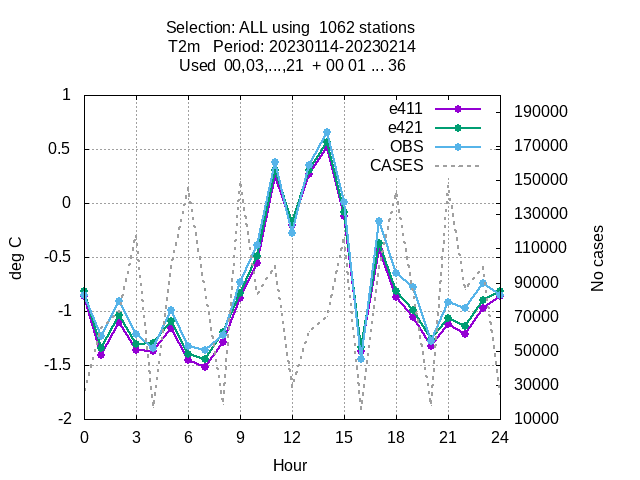 Selection: ALL using  1062 stations
T2m   Period: 20230114-20230214
Used  00,03,...,21  + 00 01 ... 36
e411
e421
OBS
CASES
1
0.5
0
-0.5
-1
-1.5
-2
deg C
190000
170000
150000
130000
110000
90000
70000
50000
30000
10000
No cases
0 3 6 9 12 15 18 21 24
Hour